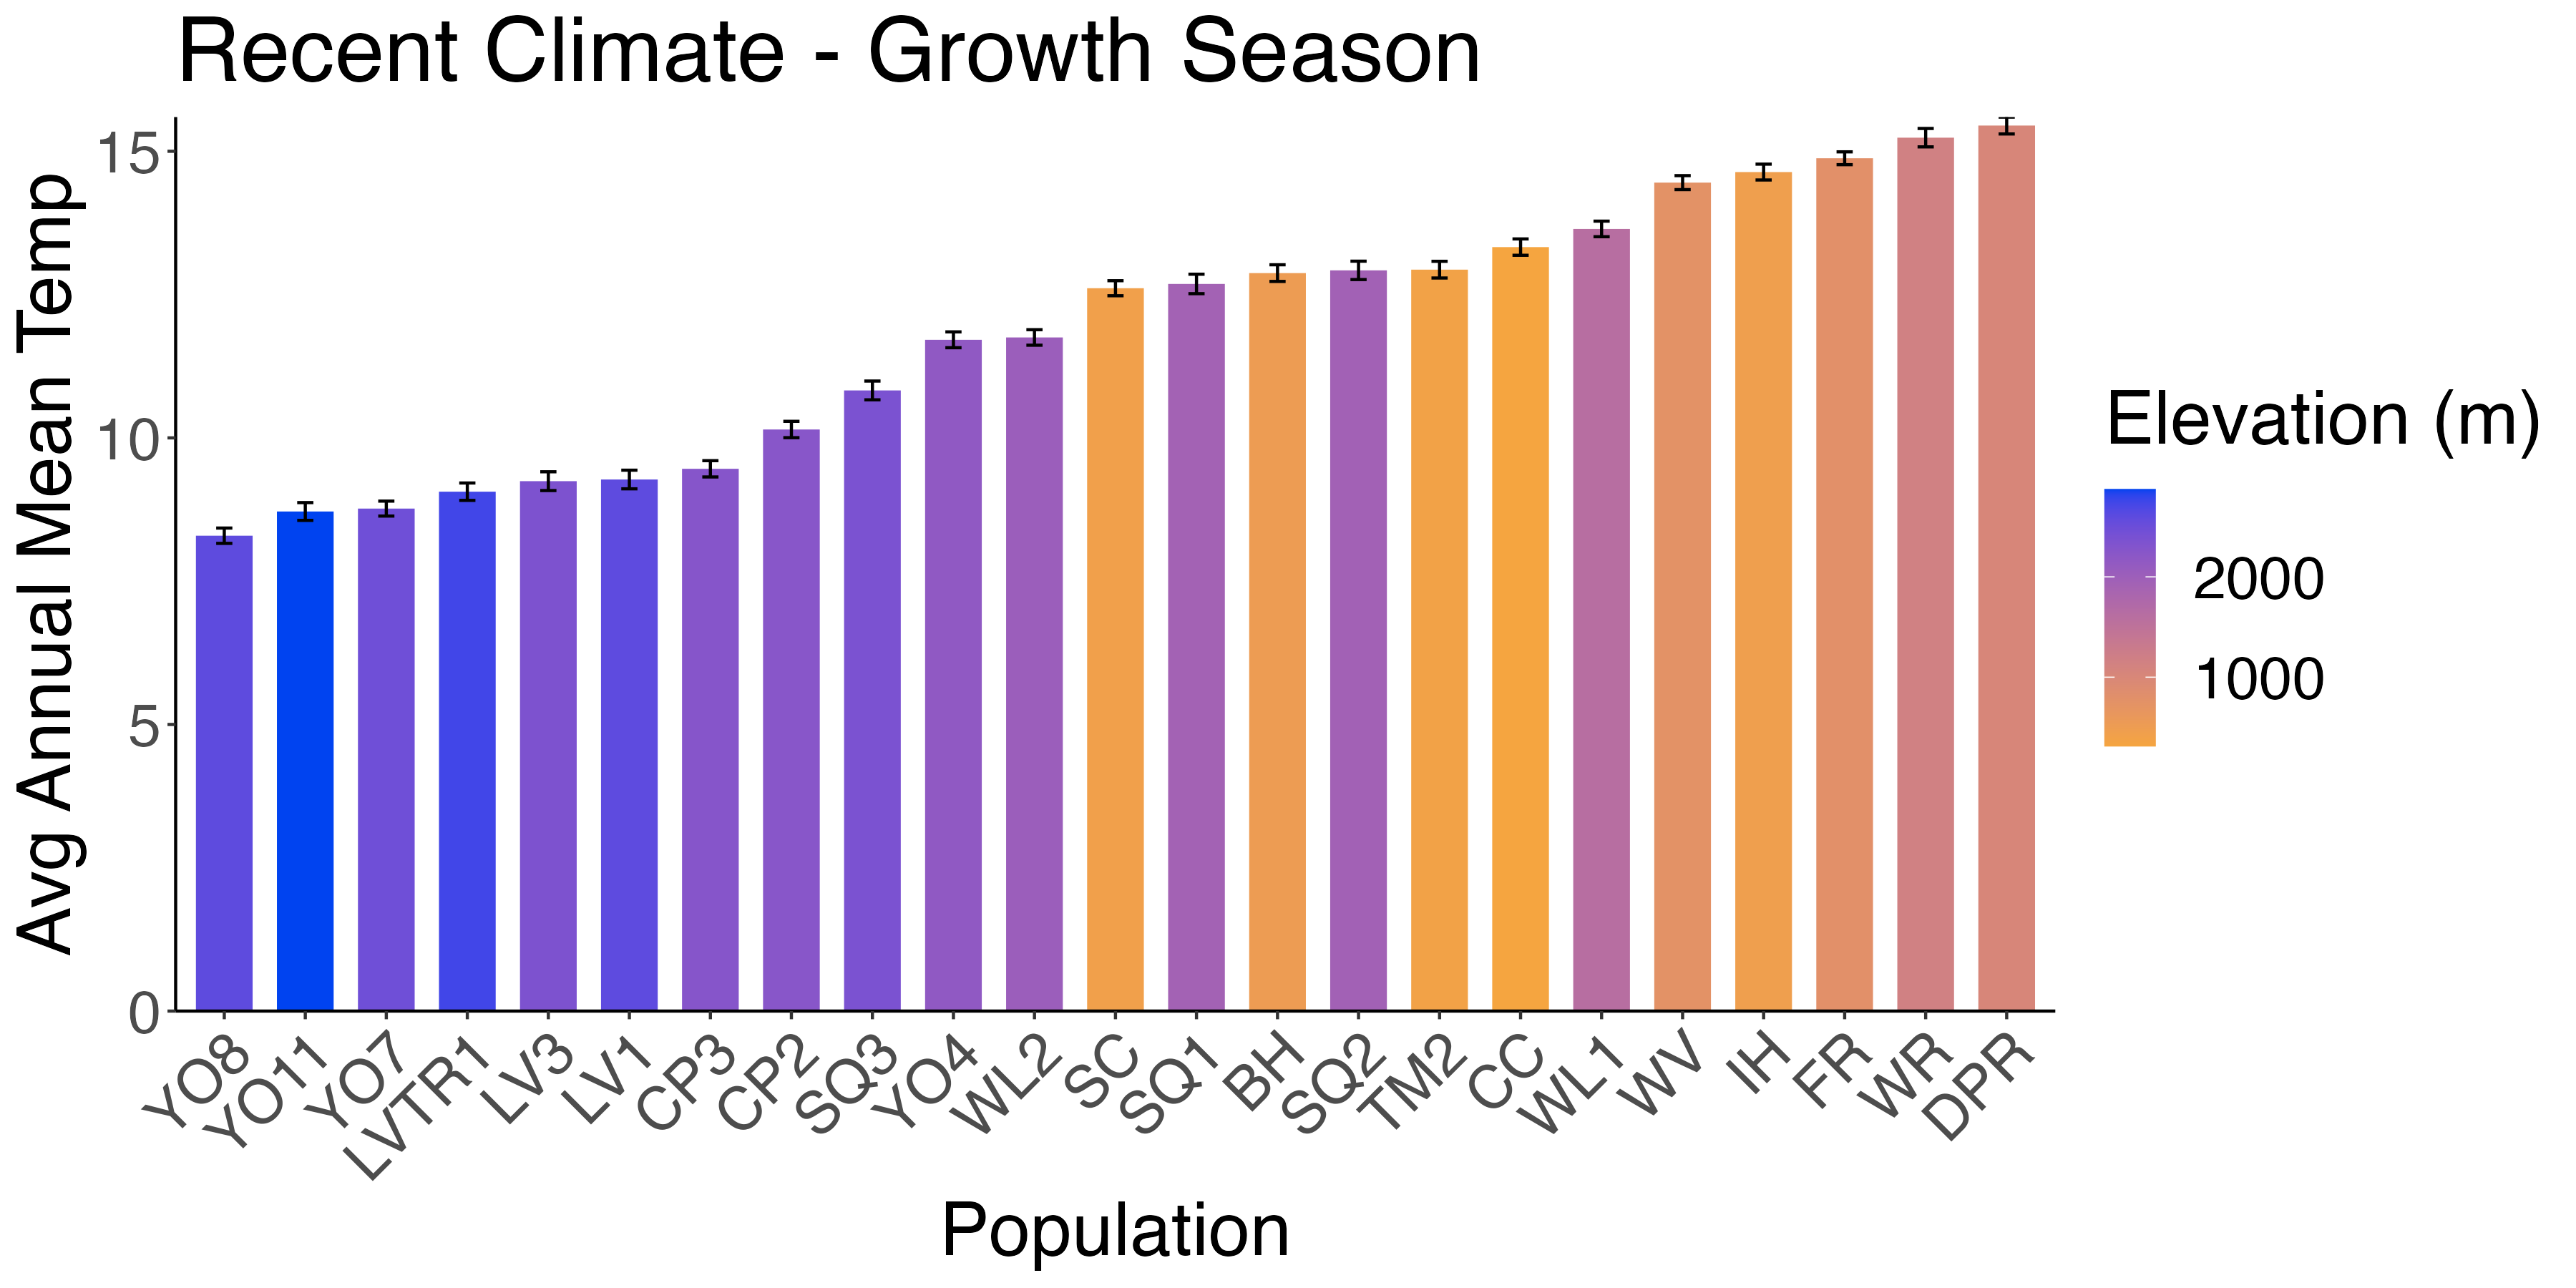 Recent Climate - Growth Season
Avg Annual Mean Temp
15
10
5
0
YO8
YO11
YO7
LVTR1
LV3
LV1
CP3
CP2
SQ3
YO4
WL2
SC
SQ1
BH
SQ2
TM2
CC
WL1
WV
IH
FR
WR
DPR
Population
Elevation (m)
2000
1000